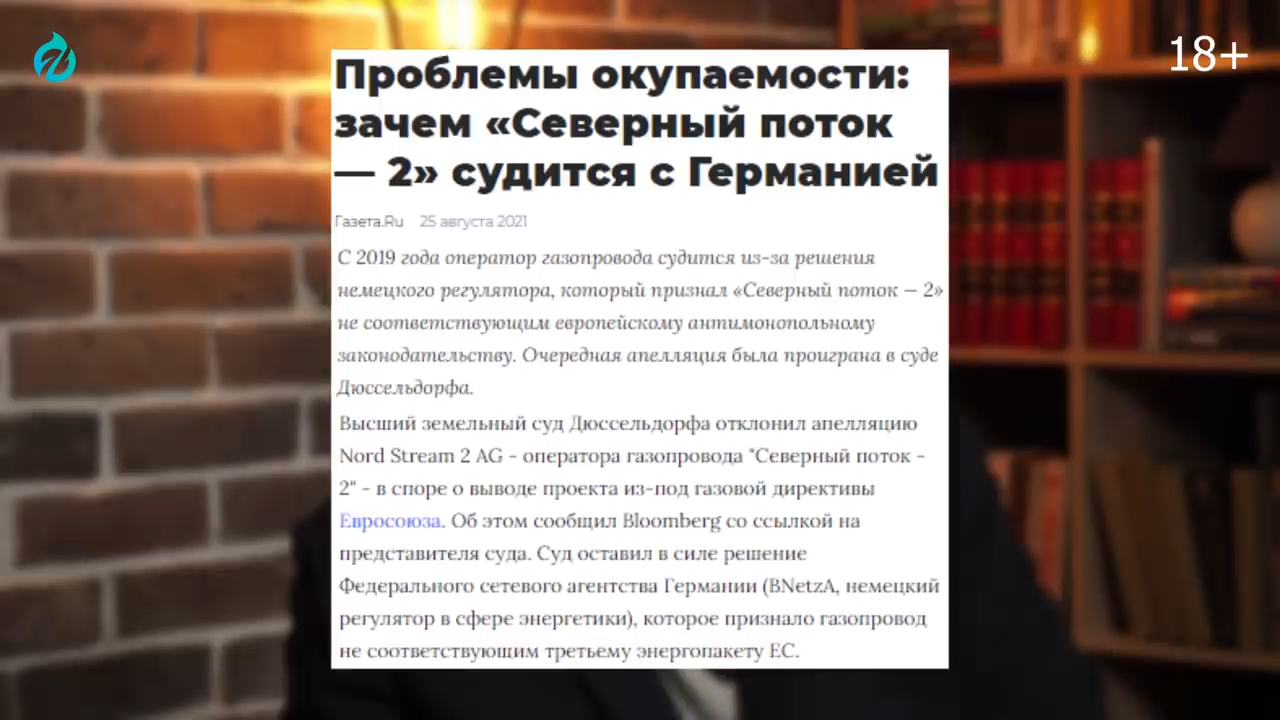 18+
Проблемы окупаемости:
зачем «Северный поток
— 2» судится с Германией
Газета.Ru 25 августа 2021
С 2019 года оператор газопровода судится из-за решения
немецкого регулятора, который признал «Северный поток — 2»
не соответствующим европейскому антимонопольному
законодательству. Очередная апелляция была проиграна в суде
Дюссельдорфа.
Высший земельный суд Дюссельдорфа отклонил апелляцию
Nord Stream 2 AG - оператора газопровода "Северный поток -
2" - в споре о выводе проекта из-под газовой директивы
Евросоюза. Об этом сообщил Bloomberg со ссылкой на
представителя суда. Суд оставил в силе решение
Федерального сетевого агентства Германии (BNetzA, немецкий
регулятор в сфере энергетики), которое признало газопровод
не соответствующим третьему энергопакету ЕС.